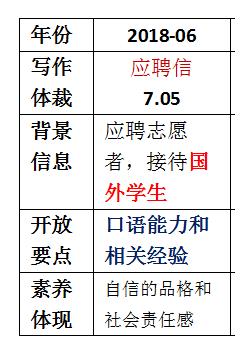 年份 2018-06
写作 应聘信
体裁 7.05
背景 应聘志愿
信息 者，接待国
外学生
开放 口语能力和
要点 相关经验
素养 自信的品格和
体现 社会责任感